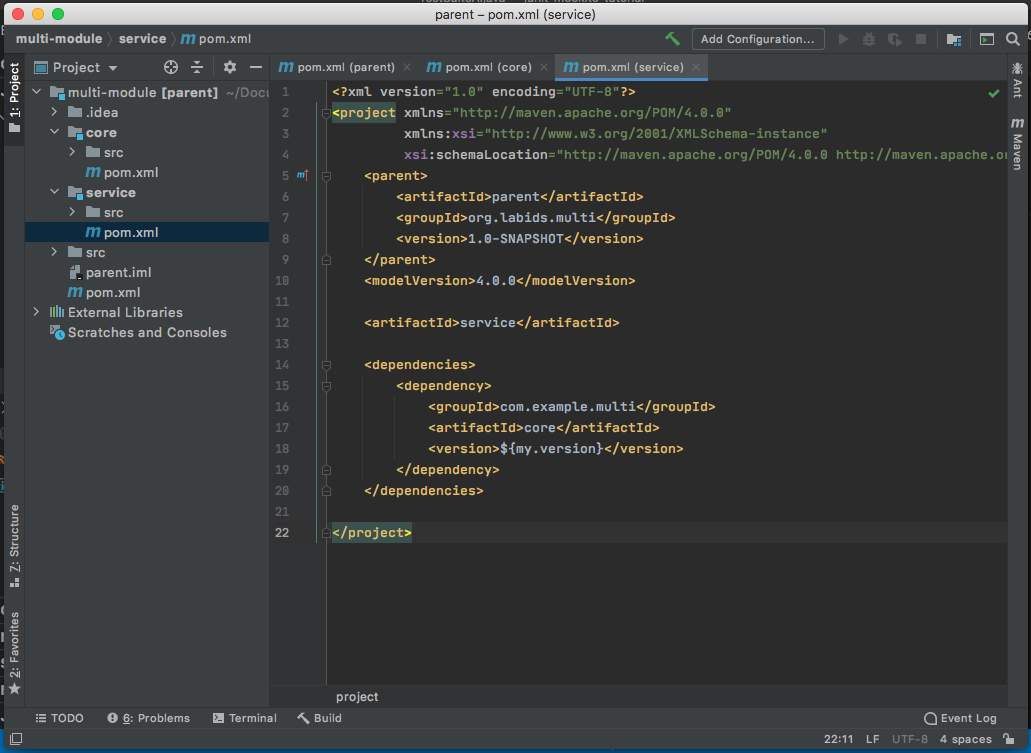 parent – pom.xml (service)
multi-module service pom.xml
Add Configuration...
Project
pom.xml (parent)
pom.xml (core)
pom.xml (service)
1: Project
multi-module [parent] ~/Docu
.idea
core
src
pom.xml
service
src
pom.xml
src
parent.iml
pom.xml
External Libraries
Scratches and Consoles
7: Structure
2: Favorites
1 <?xml version="1.0" encoding="UTF-8"?>
2 <project xmlns="http://maven.apache.org/POM/4.0.0"
3 xmlns:xsi="http://www.w3.org/2001/XMLSchema-instance"
4 xsi:schemaLocation="http://maven.apache.org/POM/4.0.0 http://maven.apache.or
5 <parent>
6 <artifactId>parent</artifactId>
7 <groupId>org.labids.multi</groupId>
8 <version>1.0-SNAPSHOT</version>
9 </parent>
10 <modelVersion>4.0.0</modelVersion>
11
12 <artifactId>service</artifactId>
13
14 <dependencies>
15 <dependency>
16 <groupId>com.example.multi</groupId>
17 <artifactId>core</artifactId>
18 <version>${my.version}</version>
19 </dependency>
20 </dependencies>
21
22 </project>
Ant
Maven
project
TODO
6: Problems
Terminal
Build
Event Log
22:11 LF UTF-8 4 spaces